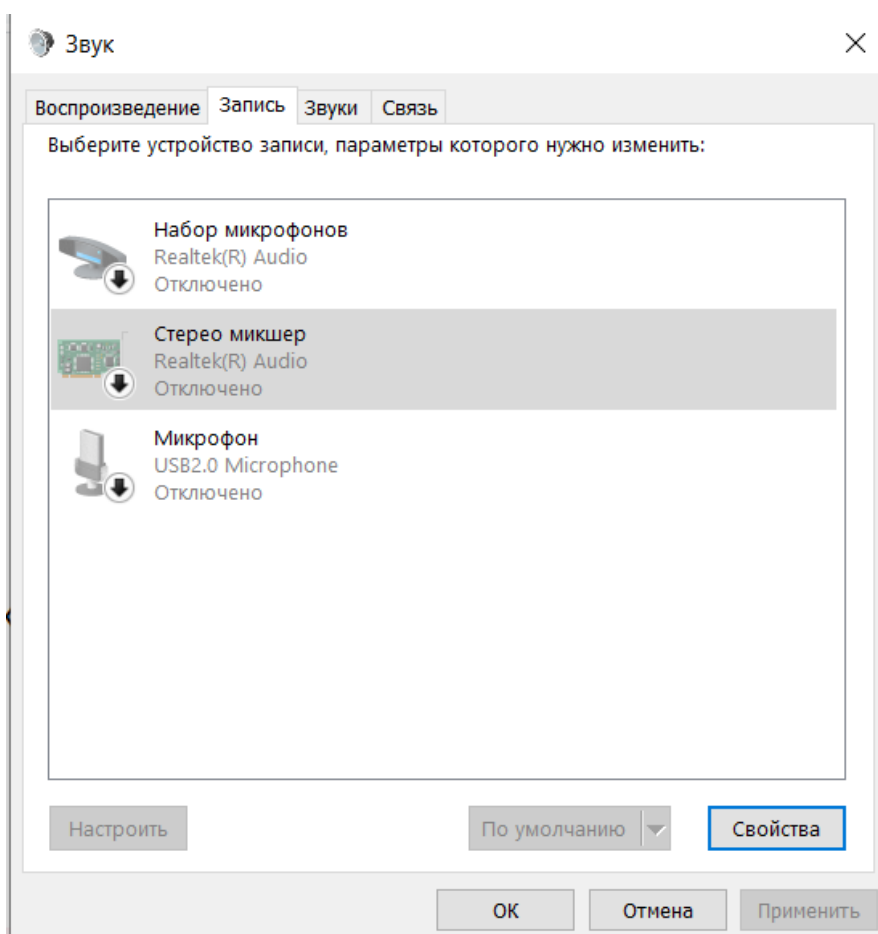 Звук
Воспроизведение Запись Звуки Связь
Выберите устройство записи, параметры которого нужно изменить:
Набор микрофонов
Realtek(R) Audio
Отключено
Стерео микшер
Realtek(R) Audio
Отключено
Микрофон
USB2.0 Microphone
Отключено
Настроить По умолчанию Свойства
ОК Отмена Применить